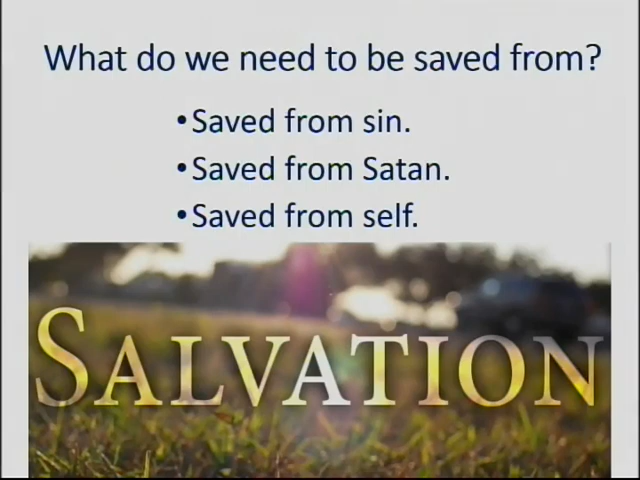 What do we need to be saved from?
•Saved from sin.
•Saved from Satan.
•Saved from self.
SALVATION